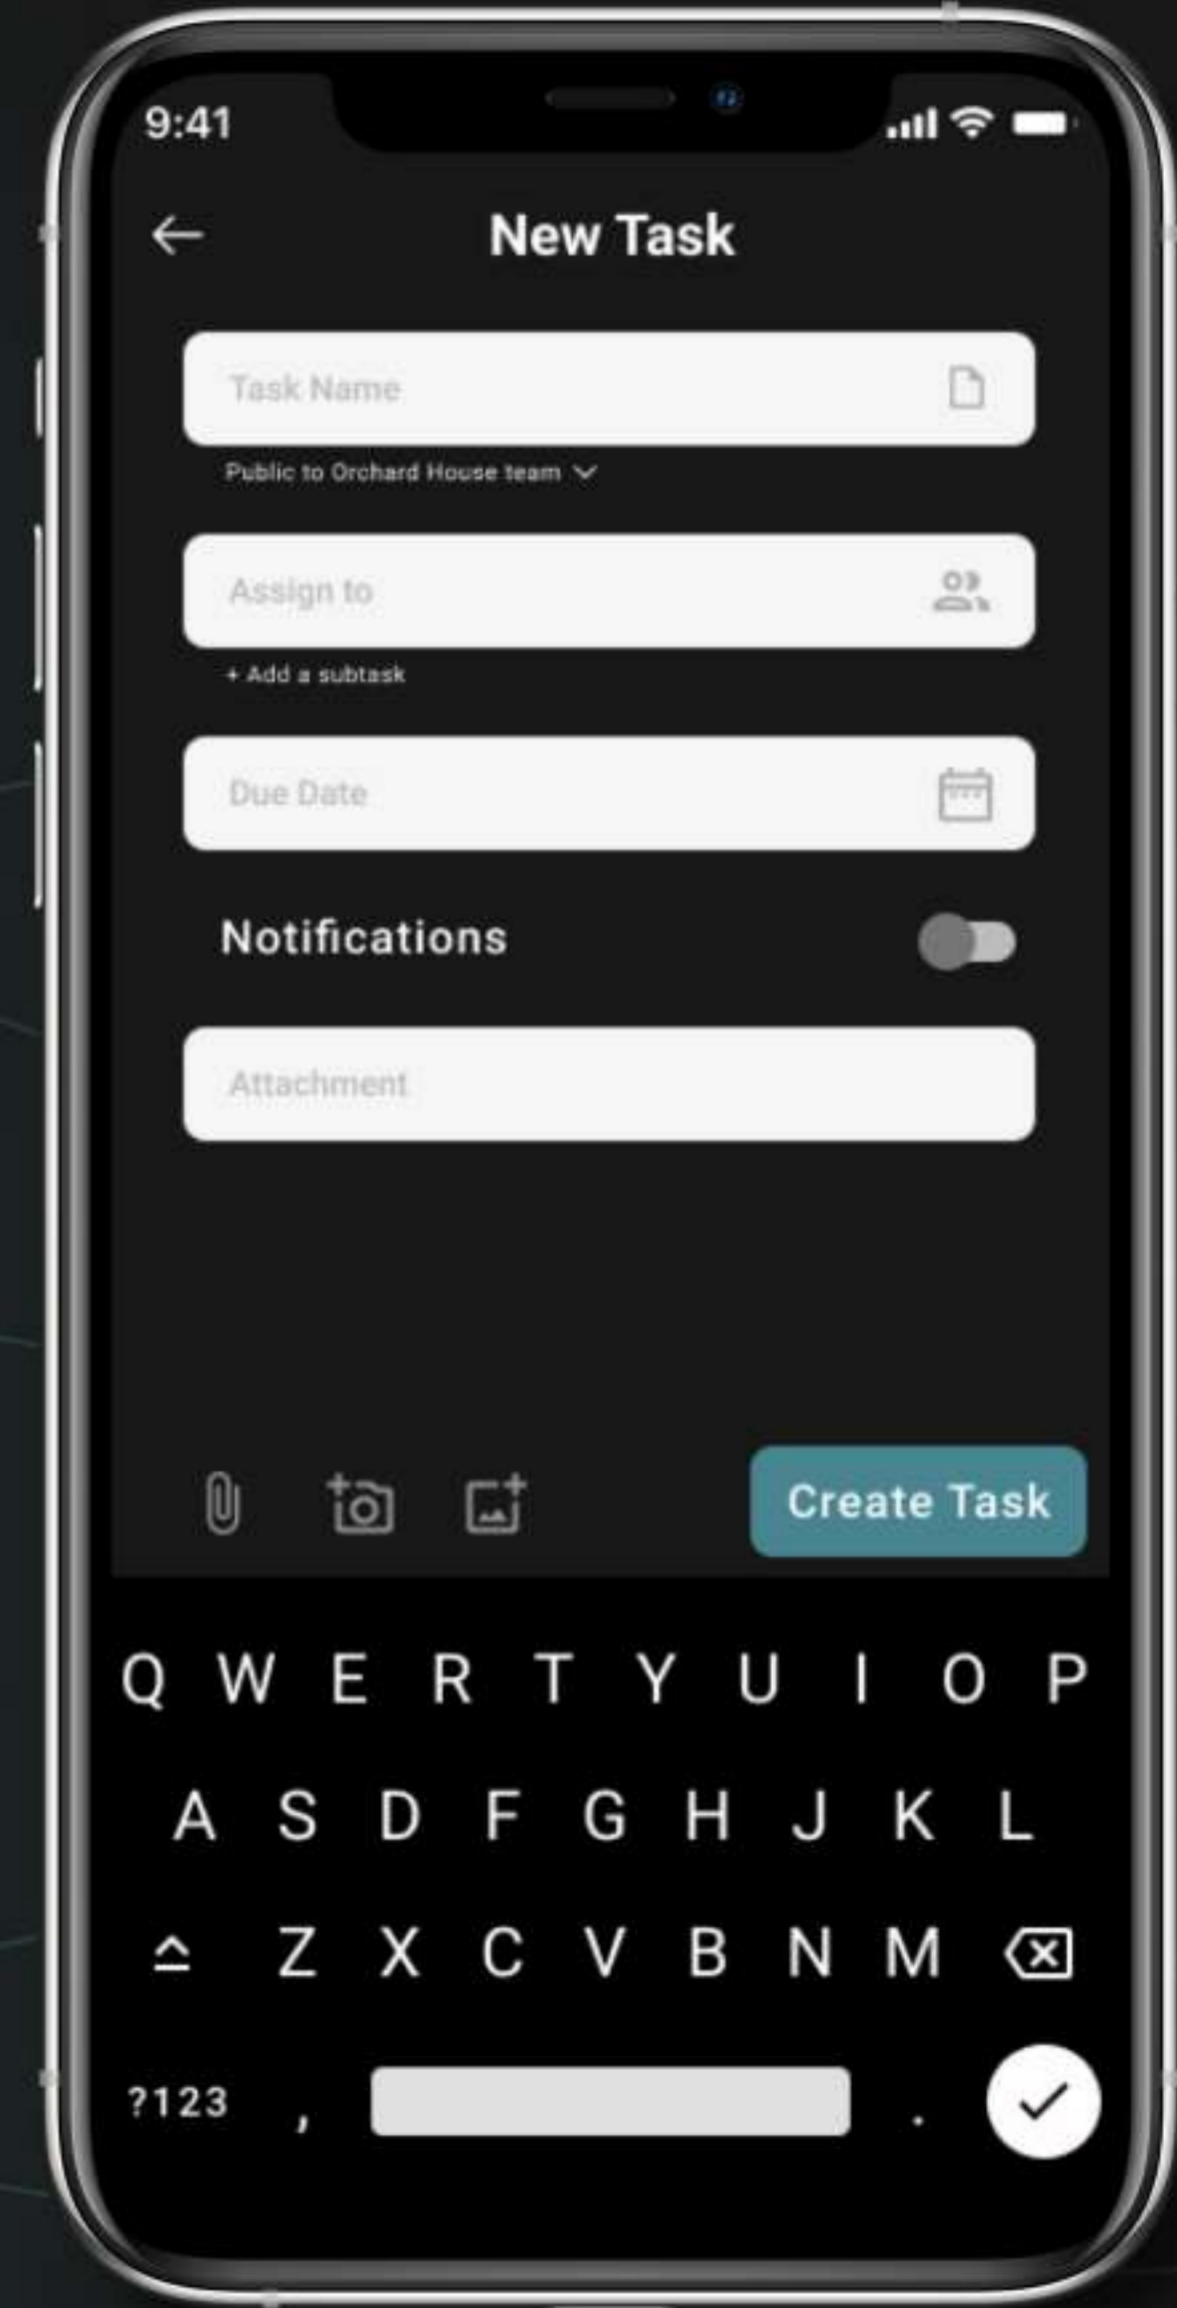 9:41
New Task
Task Name
Public to Orchard House team
Assign to
+ Add a subtask
Due Date
Notifications
Attachment
Create Task
Q W E R T Y U I O P
A S D F G H J K L
Z X C V B N M
?123 , .